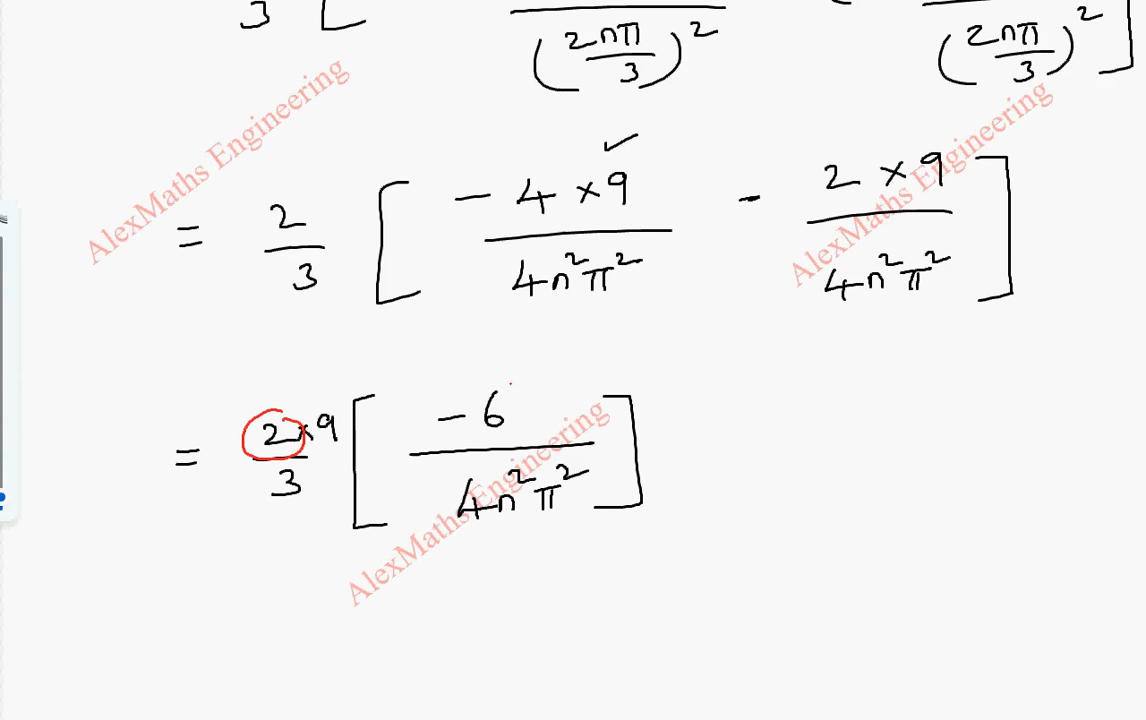 3 [ (2nπ/3)² ( (2nπ/3)² ]
= 2/3 [ -4×9 / 4n²π² - 2×9 / 4n²π² ]
= 2×9/3 [ -6 / 4n²π² ]
AlexMaths Engineering
AlexMaths Engineering
AlexMaths Engineering